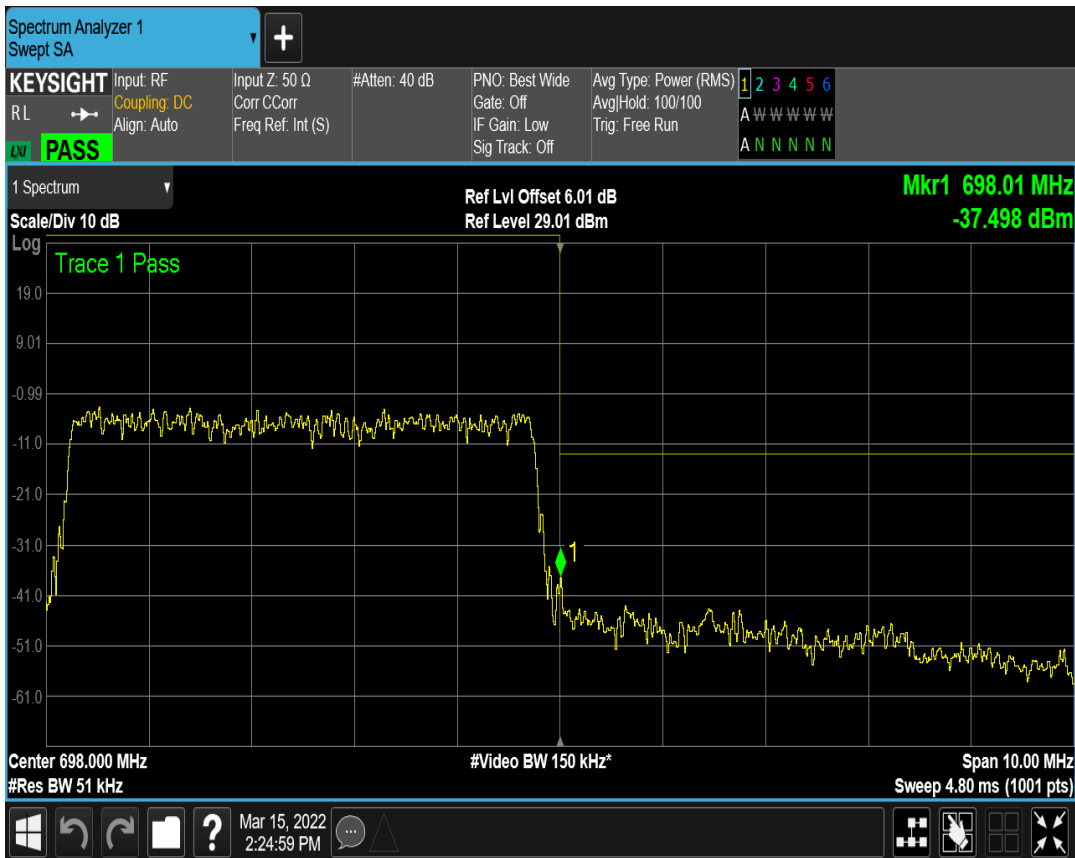 Spectrum Analyzer 1
Swept SA
+
KEYSIGHT
R L
LXI
PASS
Input: RF
Coupling: DC
Align: Auto
Input Z: 50 Ω
Corr CCorr
Freq Ref: Int (S)
#Atten: 40 dB
PNO: Best Wide
Gate: Off
IF Gain: Low
Sig Track: Off
Avg Type: Power (RMS)
Avg|Hold: 100/100
Trig: Free Run
1 2 3 4 5 6
A W W W W W
A N N N N N
1 Spectrum
Scale/Div 10 dB
Ref Lvl Offset 6.01 dB
Ref Level 29.01 dBm
Mkr1 698.01 MHz
-37.498 dBm
Log
Trace 1 Pass
19.0
9.01
-0.99
-11.0
-21.0
-31.0
-41.0
-51.0
-61.0
1
Center 698.000 MHz
#Res BW 51 kHz
#Video BW 150 kHz*
Span 10.00 MHz
Sweep 4.80 ms (1001 pts)
?
Mar 15, 2022
2:24:59 PM